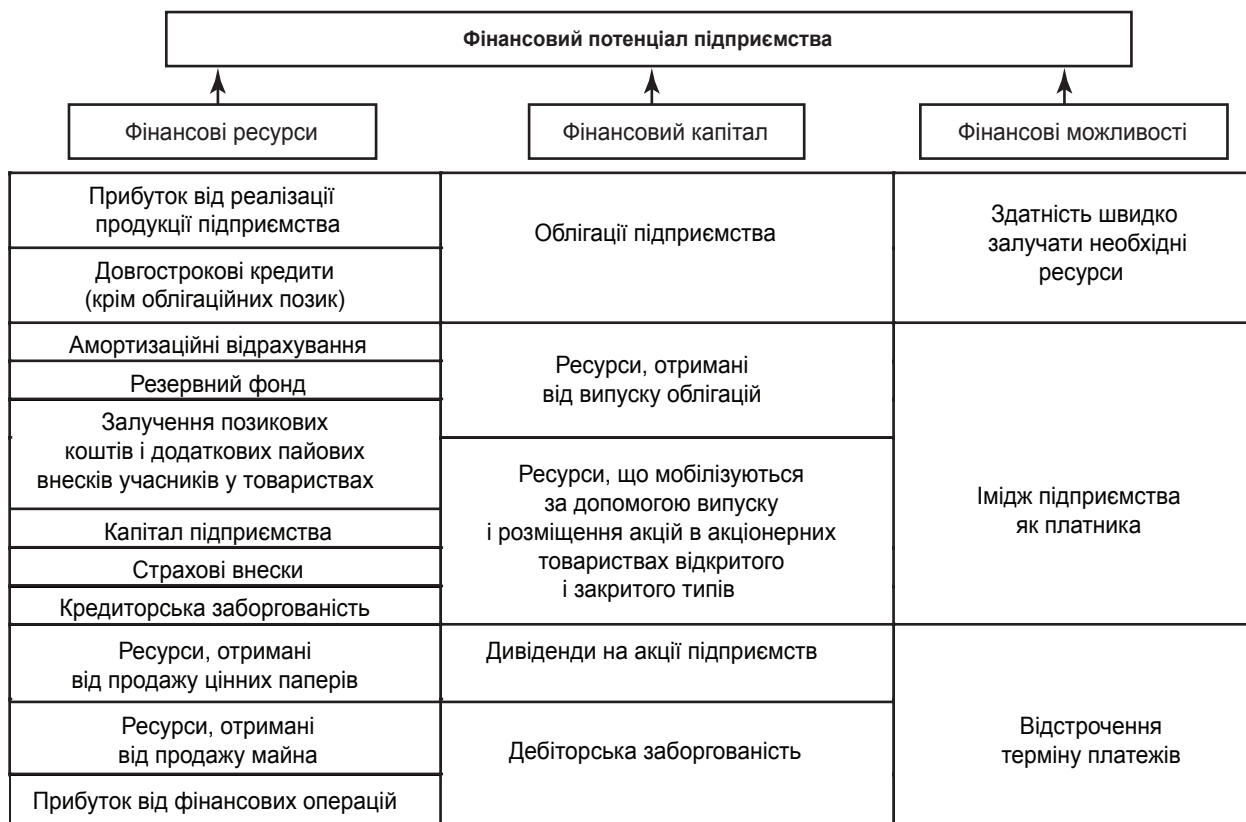 Фінансовий потенціал підприємства
Фінансові ресурси
Фінансовий капітал
Фінансові можливості
Прибуток від реалізації
продукції підприємства
Довгострокові кредити
(крім облігаційних позик)
Амортизаційні відрахування
Резервний фонд
Залучення позикових
коштів і додаткових пайових
внесків учасників у товариствах
Капітал підприємства
Страхові внески
Кредиторська заборгованість
Ресурси, отримані
від продажу цінних паперів
Ресурси, отримані
від продажу майна
Прибуток від фінансових операцій
Облігації підприємства
Ресурси, отримані
від випуску облігацій
Ресурси, що мобілізуються
за допомогою випуску
і розміщення акцій в акціонерних
товариствах відкритого
і закритого типів
Дивіденди на акції підприємств
Дебіторська заборгованість
Здатність швидко
залучати необхідні
ресурси
Імідж підприємства
як платника
Відстрочення
терміну платежів